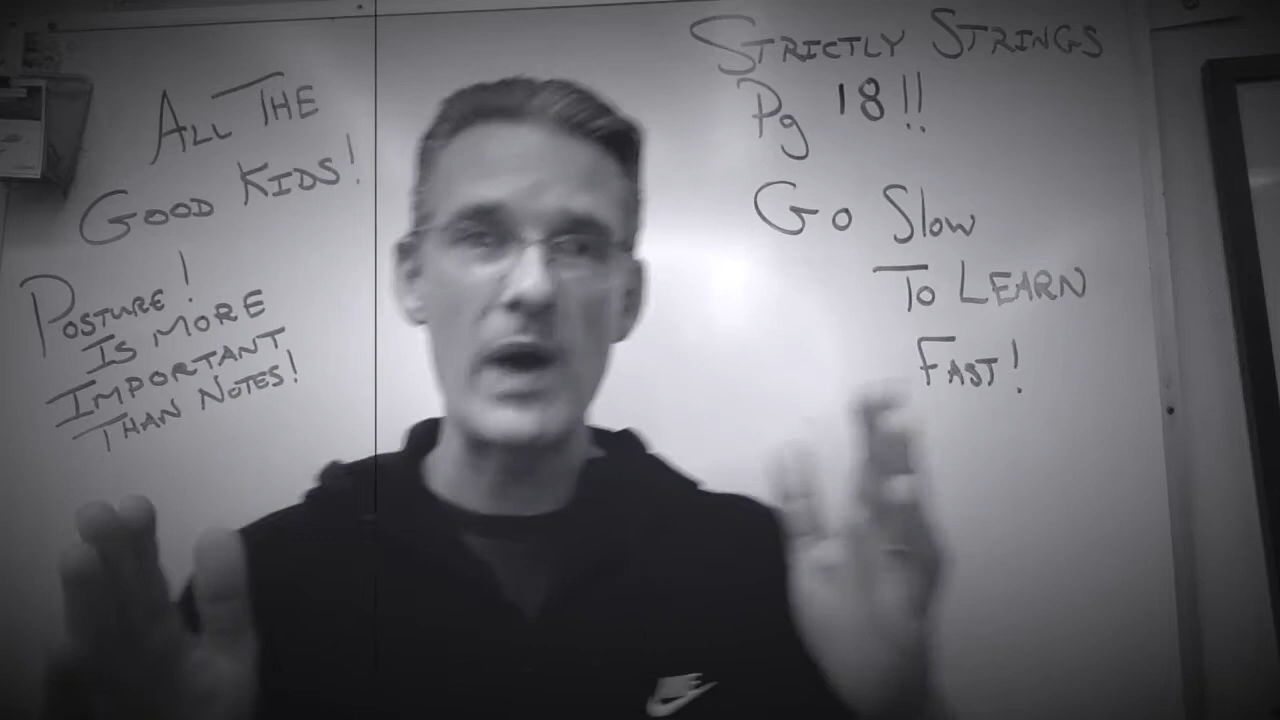 All The
Good Kids!
Posture!
Is More
Important
Than Notes!
Strictly Strings
Pg 18!!
Go Slow
To Learn
Fast!